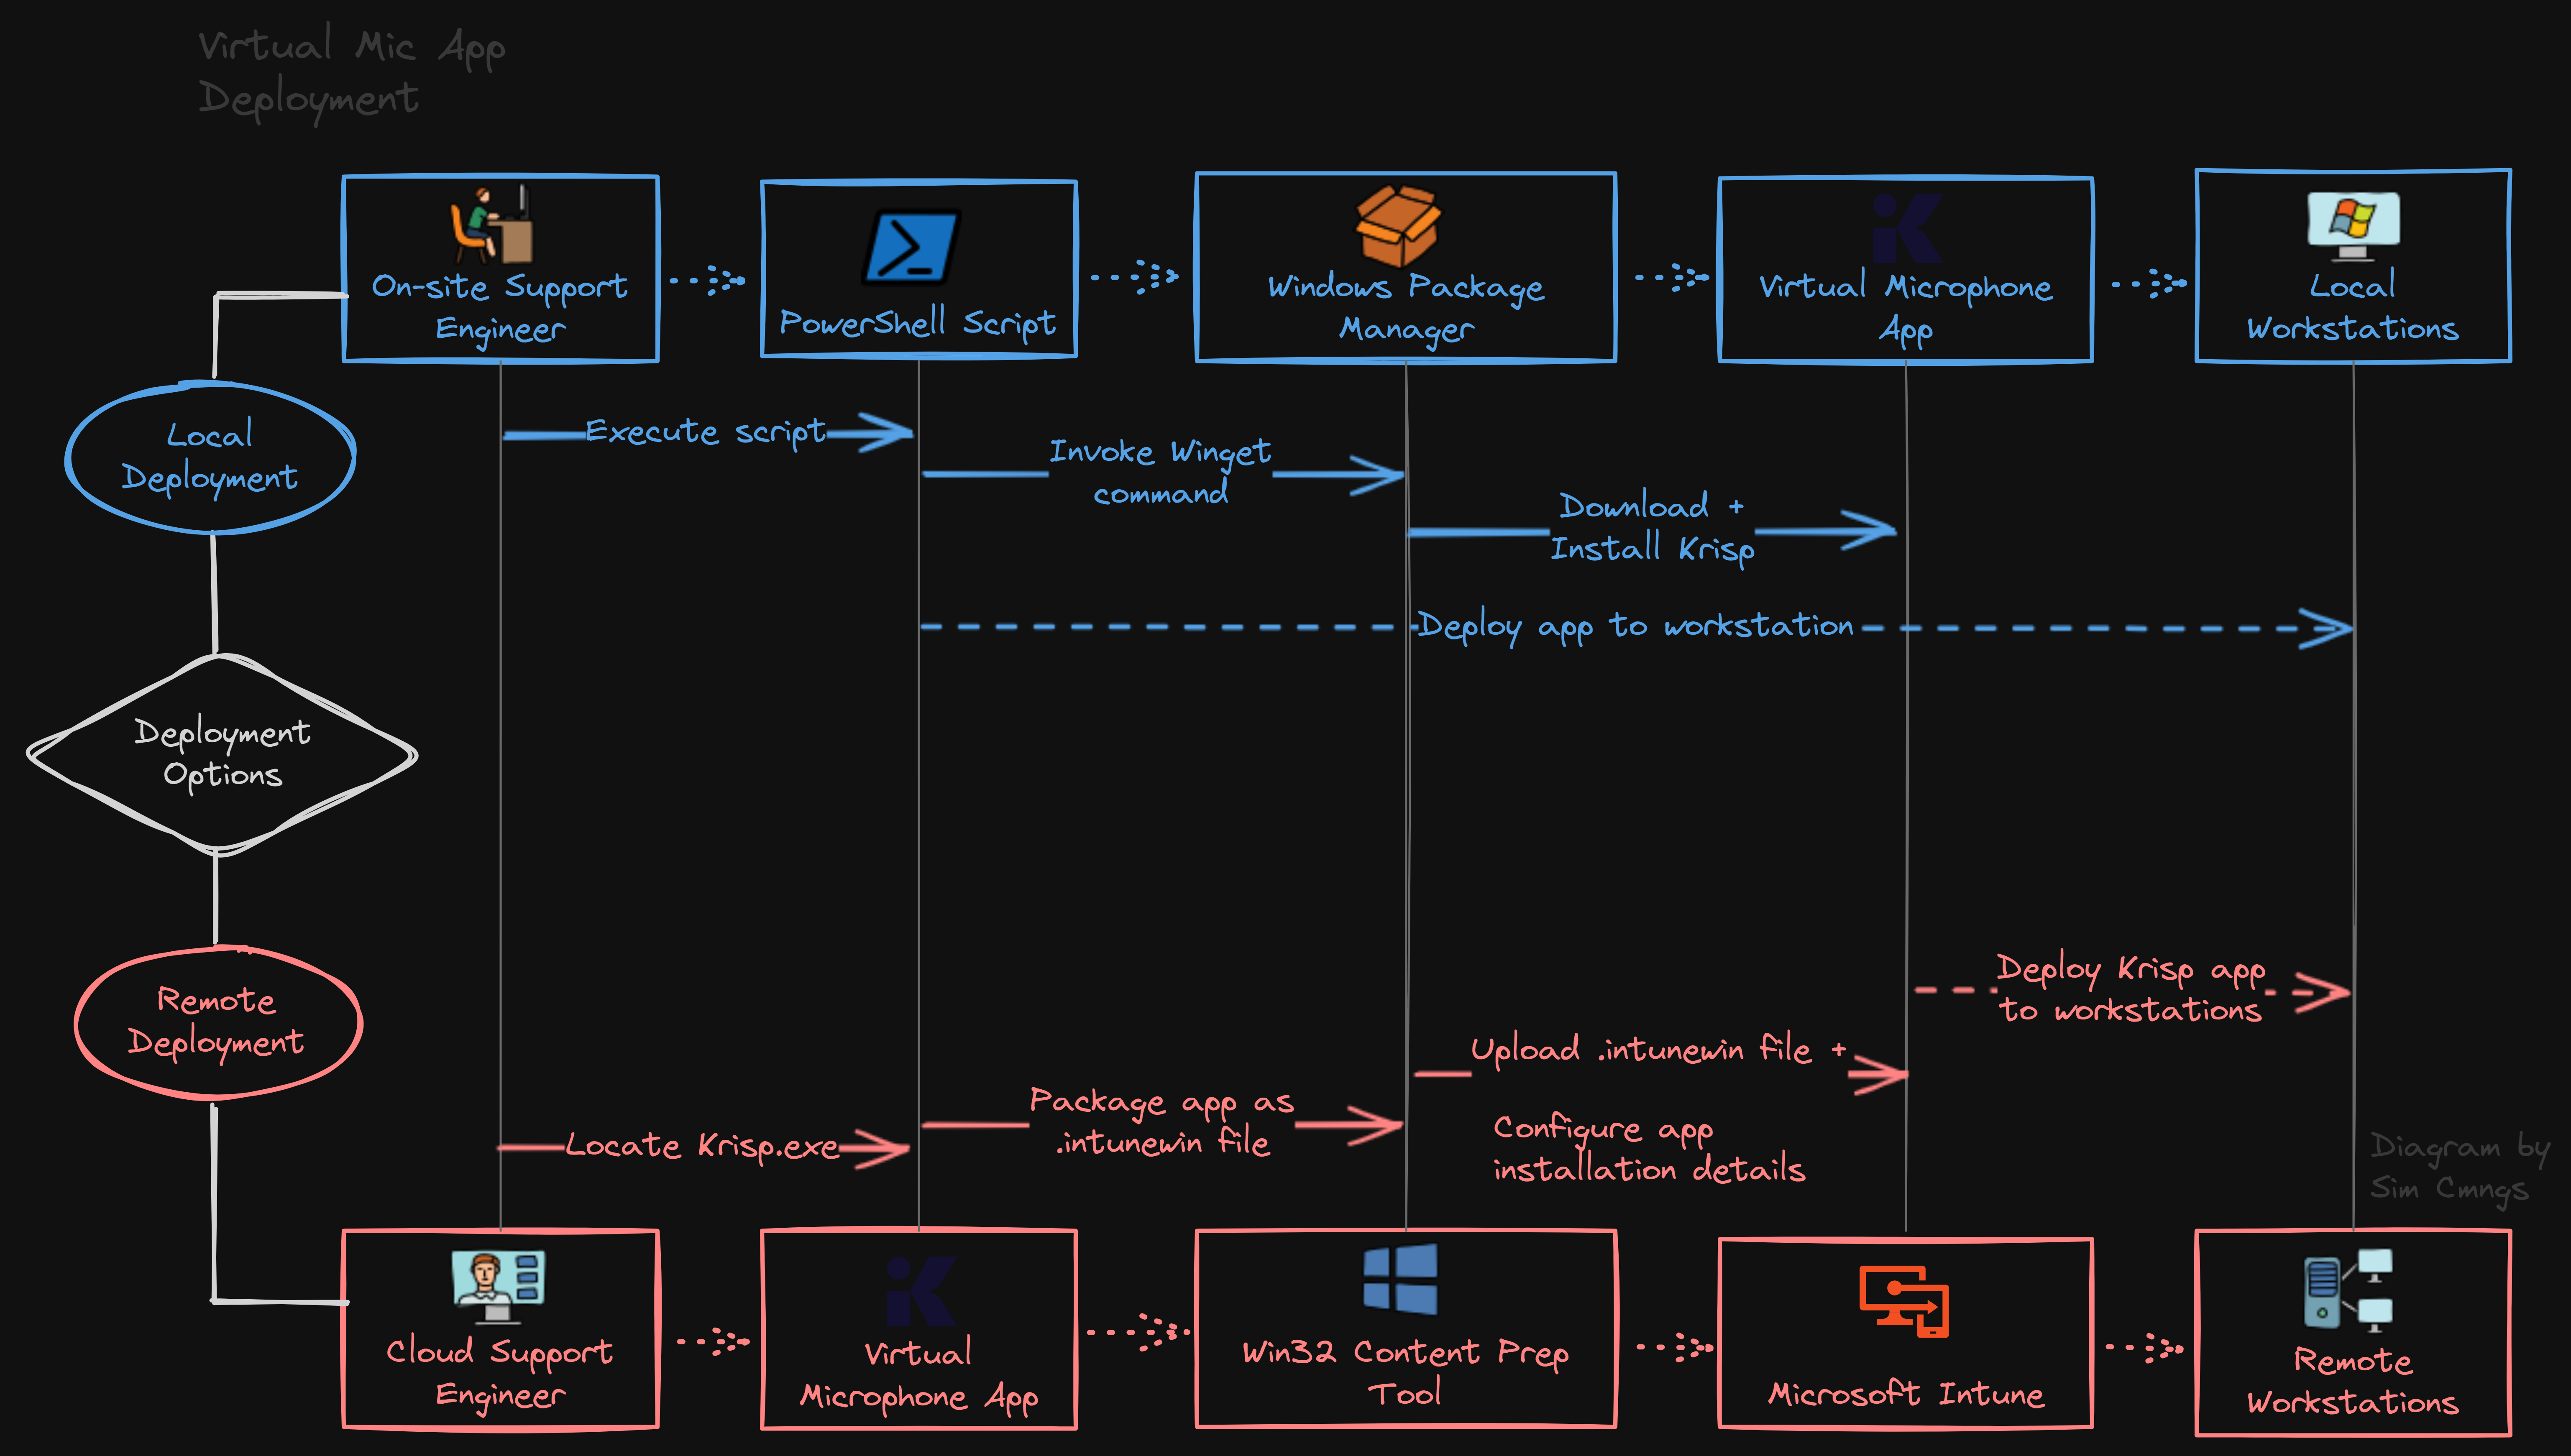 Virtual Mic App
Deployment
On-site Support
Engineer
PowerShell Script
Windows Package
Manager
Virtual Microphone
App
Local
Workstations
Local
Deployment
Execute script
Invoke Winget
command
Download +
Install Krisp
Deploy app to workstation
Deployment
Options
Remote
Deployment
Deploy Krisp app
to workstations
Upload .intunewin file +
Configure app
installation details
Package app as
.intunewin file
Locate Krisp.exe
Diagram by
Sim Cmngs
Cloud Support
Engineer
Virtual
Microphone App
Win32 Content Prep
Tool
Microsoft Intune
Remote
Workstations